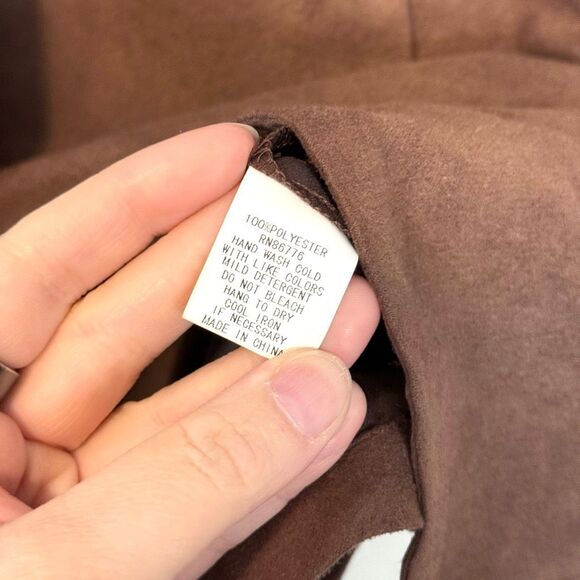 100%POLYESTER
RN86776
HAND WASH COLD
WITH LIKE COLORS
MILD DETERGENT
DO NOT BLEACH
HANG TO DRY
COOL IRON
IF NECESSARY
MADE IN CHINA